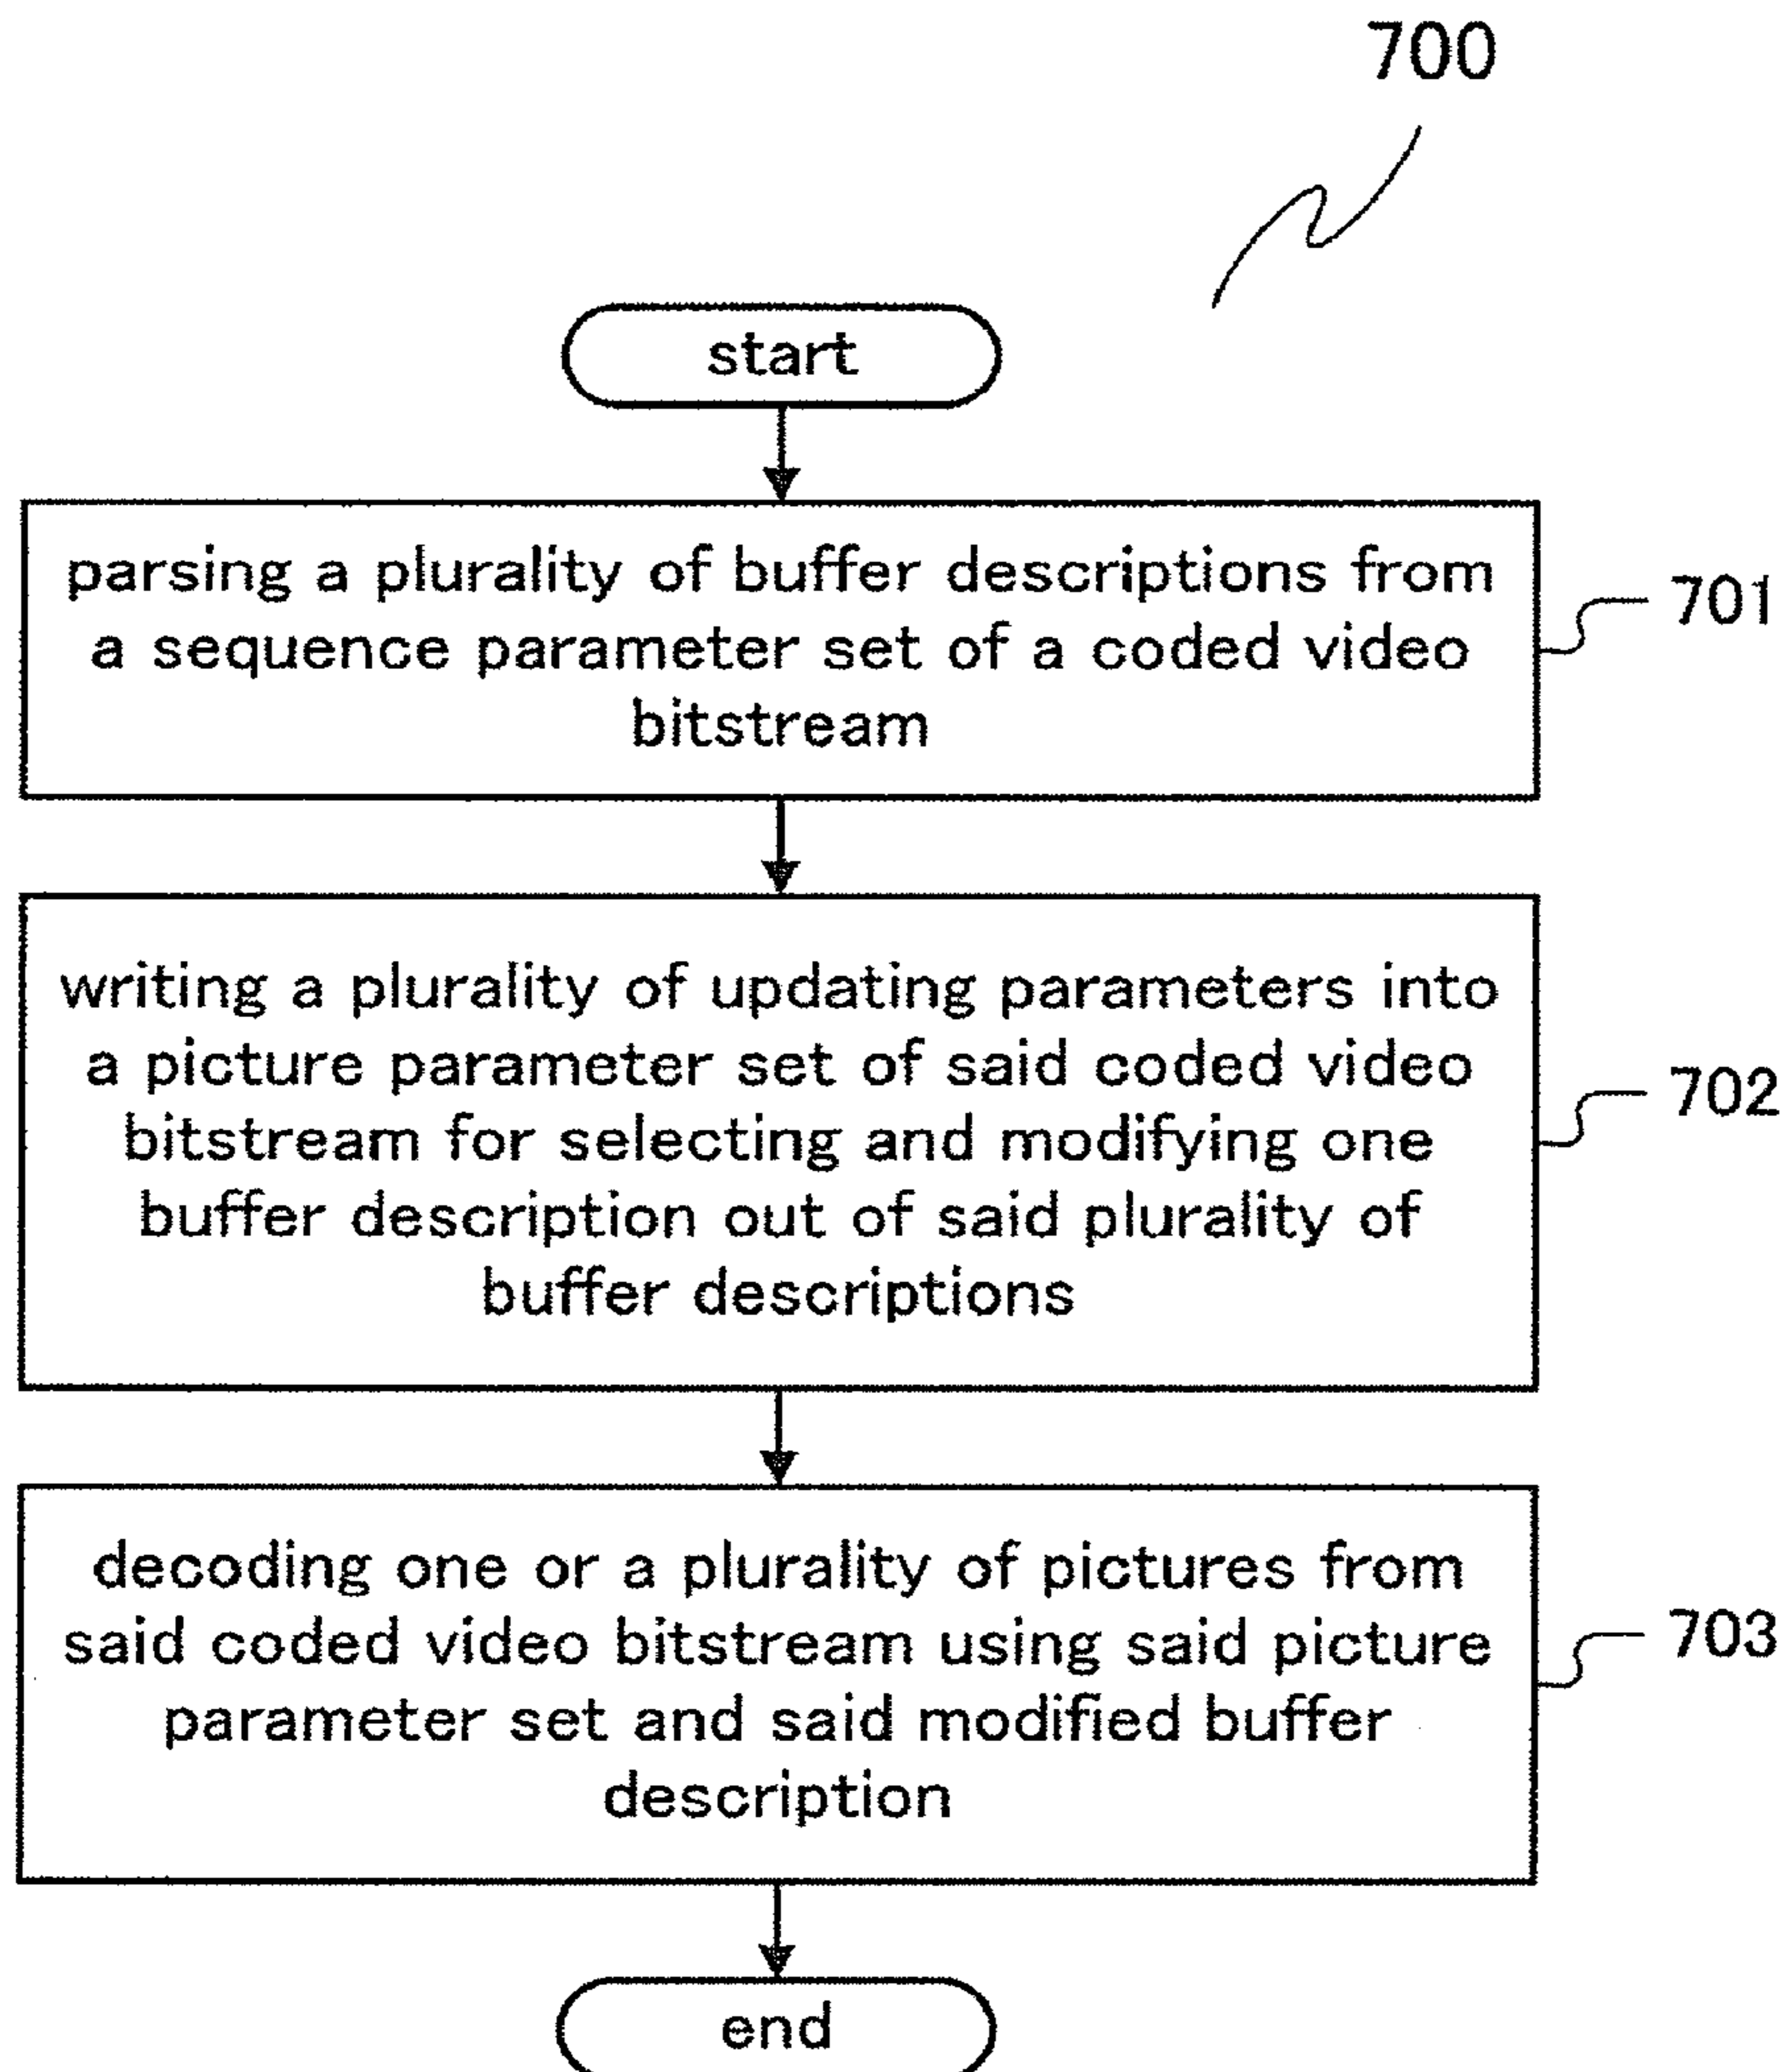 700
start
parsing a plurality of buffer descriptions from
a sequence parameter set of a coded video
bitstream
701
writing a plurality of updating parameters into
a picture parameter set of said coded video
bitstream for selecting and modifying one
buffer description out of said plurality of
buffer descriptions
702
decoding one or a plurality of pictures from
said coded video bitstream using said picture
parameter set and said modified buffer
description
703
end